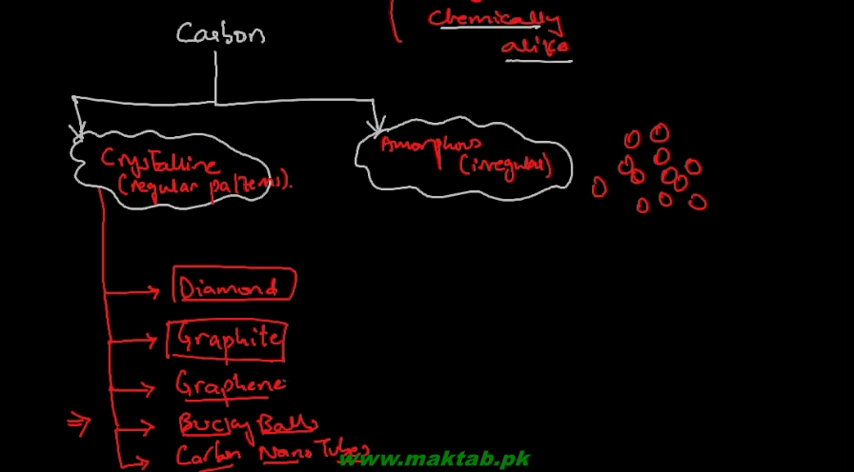 Chemically
alike
Carbon
Crystalline
(regular patterns).
Amorphous
(irregular)
Diamond
Graphite
Graphene
⇒ Bucky Balls
Carbon Nano Tubes
www.maktab.pk